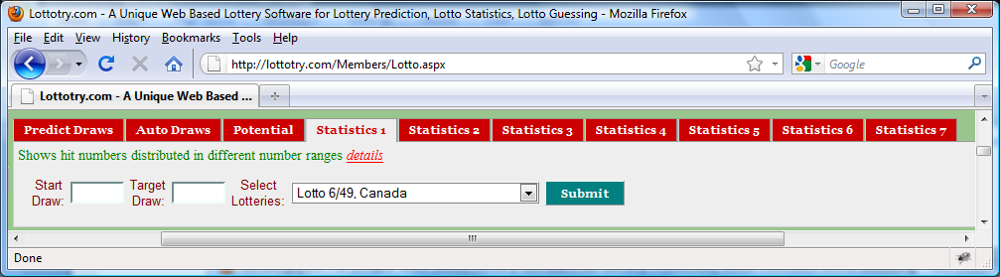 Lottotry.com - A Unique Web Based Lottery Software for Lottery Prediction, Lotto Statistics, Lotto Guessing - Mozilla Firefox
File Edit View History Bookmarks Tools Help
http://lottotry.com/Members/Lotto.aspx Google
Lottotry.com - A Unique Web Based ...
Predict Draws Auto Draws Potential Statistics 1 Statistics 2 Statistics 3 Statistics 4 Statistics 5 Statistics 6 Statistics 7
Shows hit numbers distributed in different number ranges details
Start Draw: Target Draw: Select Lotteries: Lotto 6/49, Canada Submit
Done